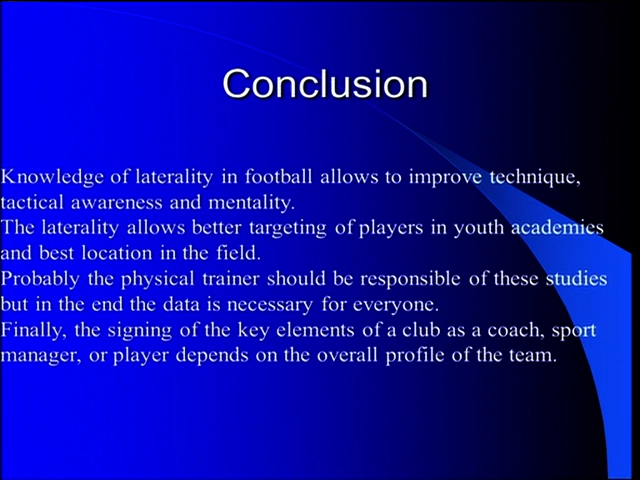 Conclusion
Knowledge of laterality in football allows to improve technique,
tactical awareness and mentality.
The laterality allows better targeting of players in youth academies
and best location in the field.
Probably the physical trainer should be responsible of these studies
but in the end the data is necessary for everyone.
Finally, the signing of the key elements of a club as a coach, sport
manager, or player depends on the overall profile of the team.